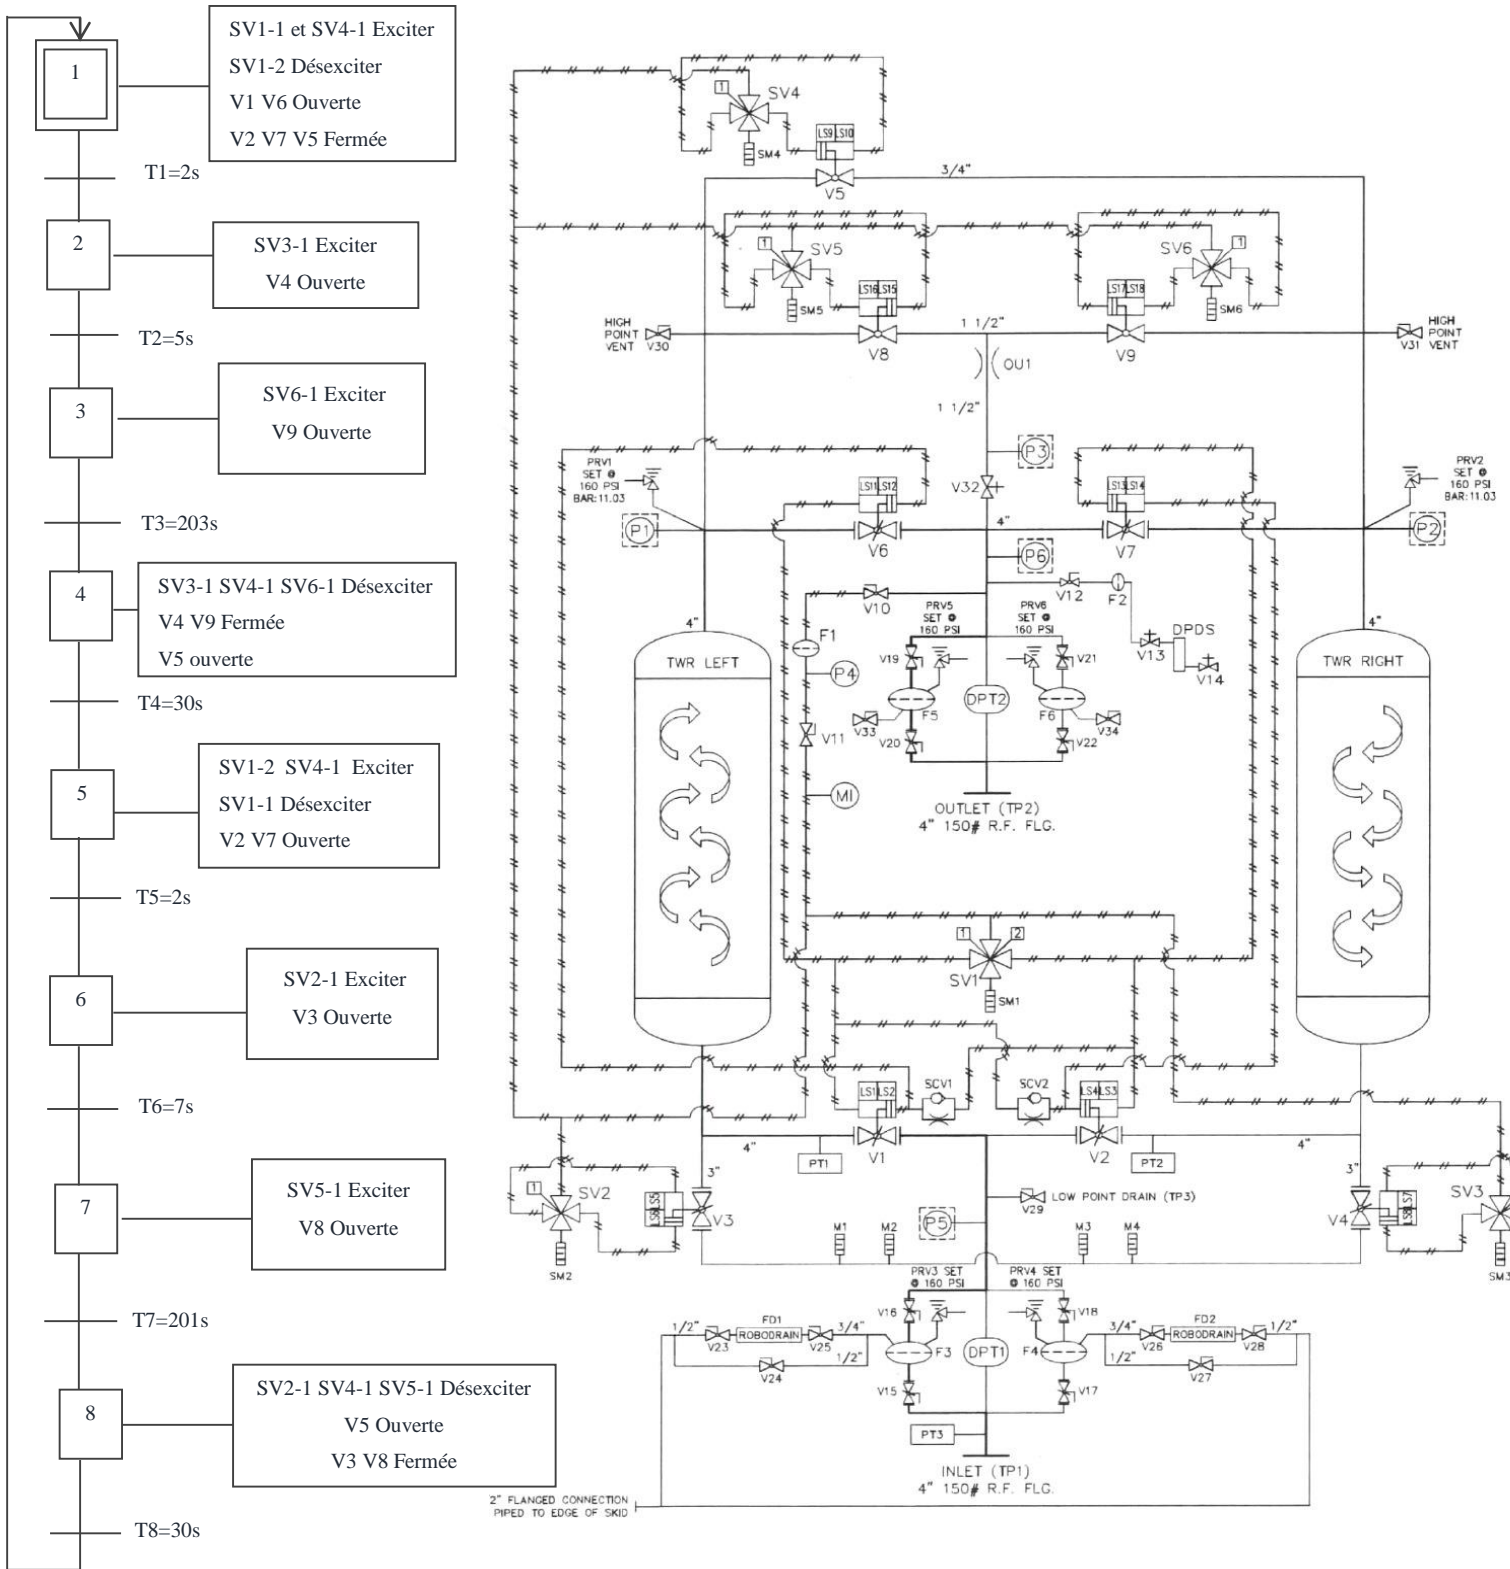 1
SV1-1 et SV4-1 Exciter
SV1-2 Désexciter
V1 V6 Ouverte
V2 V7 V5 Fermée
T1=2s
2
SV3-1 Exciter
V4 Ouverte
T2=5s
3
SV6-1 Exciter
V9 Ouverte
T3=203s
4
SV3-1 SV4-1 SV6-1 Désexciter
V4 V9 Fermée
V5 ouverte
T4=30s
5
SV1-2 SV4-1 Exciter
SV1-1 Désexciter
V2 V7 Ouverte
T5=2s
6
SV2-1 Exciter
V3 Ouverte
T6=7s
7
SV5-1 Exciter
V8 Ouverte
T7=201s
8
SV2-1 SV4-1 SV5-1 Désexciter
V5 Ouverte
V3 V8 Fermée
T8=30s
1
SV4
SM4
LS9 LS10
V5
3/4"
1
SV5
SM5
LS16 LS15
V8
1
SV6
SM6
LS17 LS18
V9
HIGH
POINT
VENT
V30
1 1/2"
HIGH
POINT
VENT
V31
OU1
1 1/2"
P3
V32
PRV1
SET @
160 PSI
BAR:11.03
P1
LS11 LS12
V6
4"
LS13 LS14
V7
PRV2
SET @
160 PSI
BAR:11.03
P2
P6
V10
V12
F2
V13
DPDS
V14
4"
TWR LEFT
F1
P4
V11
MI
PRV5
SET @
160 PSI
PRV6
SET @
160 PSI
V19
V21
F5
DPT2
F6
V33
V34
V20
V22
OUTLET (TP2)
4" 150# R.F. FLG.
4"
TWR RIGHT
1
2
SV1
SM1
LS1 LS2
SCV1
SCV2
LS4 LS3
4"
PT1
V1
V2
PT2
4"
3"
3"
1
SV2
SM2
LS6 LS5
V3
V29
LOW POINT DRAIN (TP3)
P5
V4
LS8 LS7
SV3
SM3
M1
M2
M3
M4
PRV3 SET
@ 160 PSI
PRV4 SET
@ 160 PSI
V16
V18
1/2"
V23
FD1
ROBODRAIN
V25
3/4"
V24
1/2"
F3
DPT1
F4
3/4"
V26
FD2
ROBODRAIN
V28
1/2"
1/2"
V27
V15
V17
PT3
INLET (TP1)
4" 150# R.F. FLG.
2" FLANGED CONNECTION
PIPED TO EDGE OF SKID